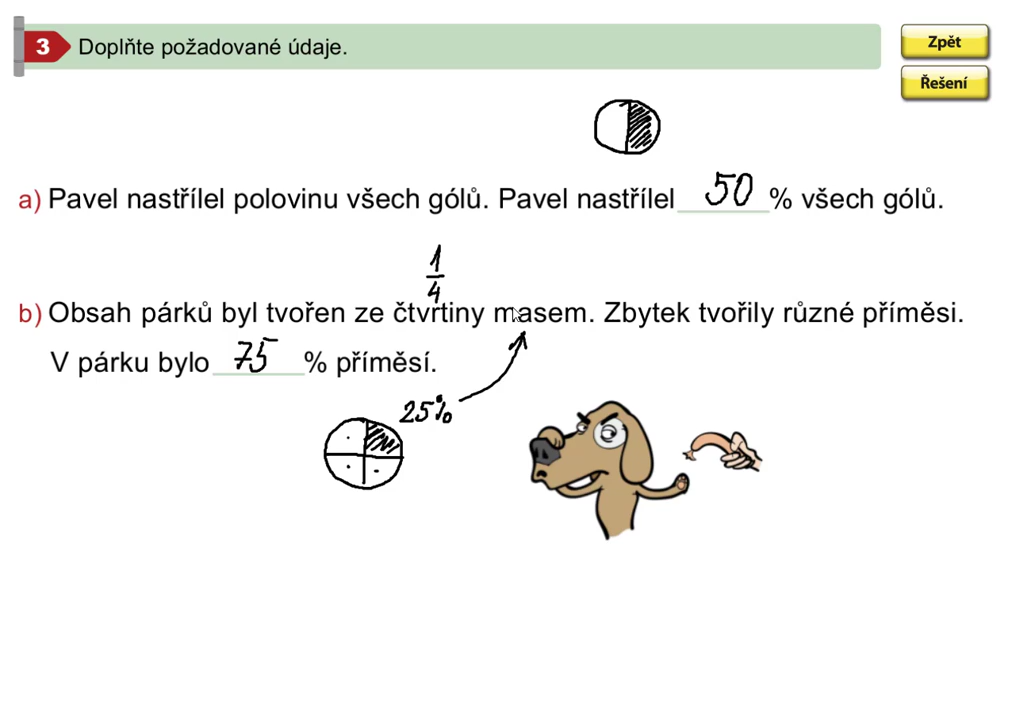 3 Doplňte požadované údaje.
Zpět
Řešení
a) Pavel nastřílel polovinu všech gólů. Pavel nastřílel 50 % všech gólů.
1
4
b) Obsah párků byl tvořen ze čtvrtiny masem. Zbytek tvořily různé příměsi.
V párku bylo 75 % příměsí.
25%